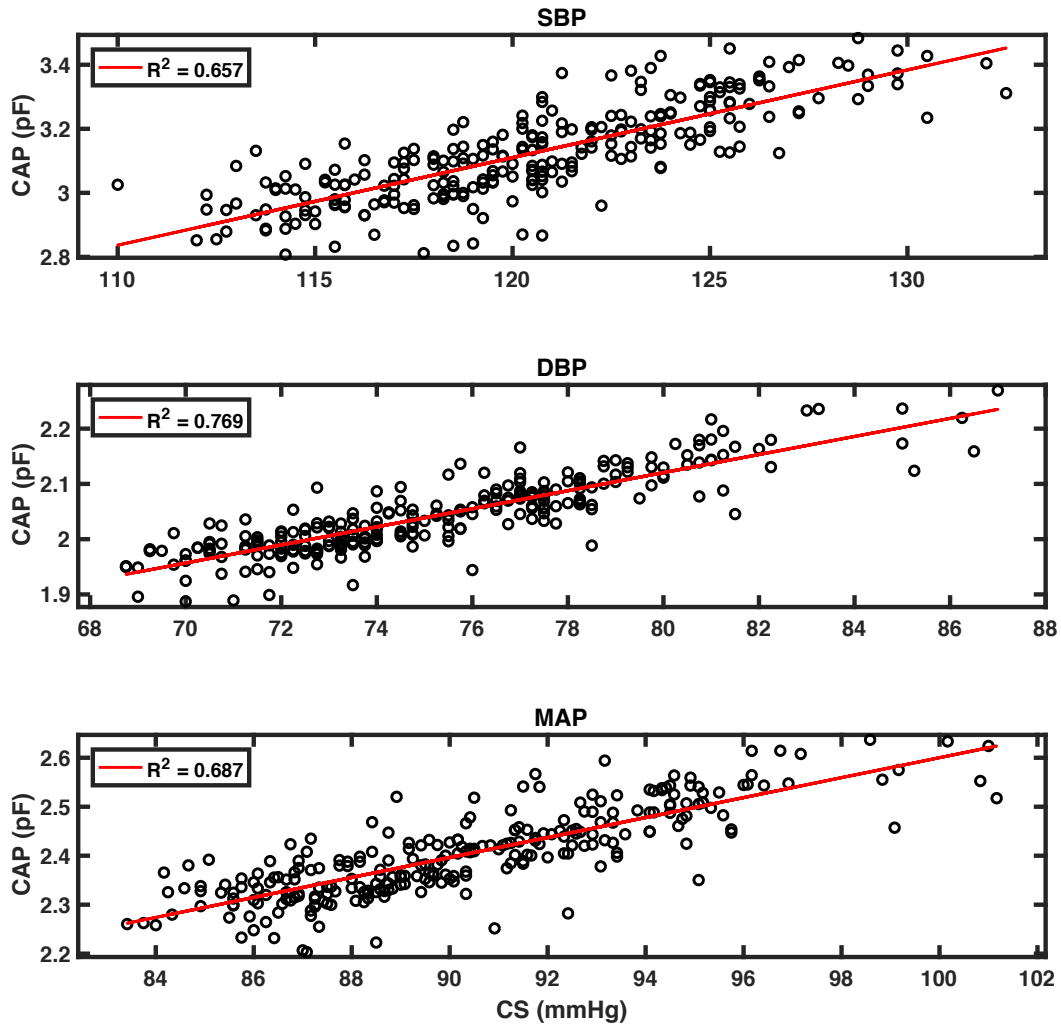 SBP
R² = 0.657
CAP (pF)
3.4
3.2
3
2.8
110 115 120 125 130
DBP
R² = 0.769
CAP (pF)
2.2
2.1
2
1.9
68 70 72 74 76 78 80 82 84 86 88
MAP
R² = 0.687
CAP (pF)
2.6
2.5
2.4
2.3
2.2
84 86 88 90 92 94 96 98 100 102
CS (mmHg)